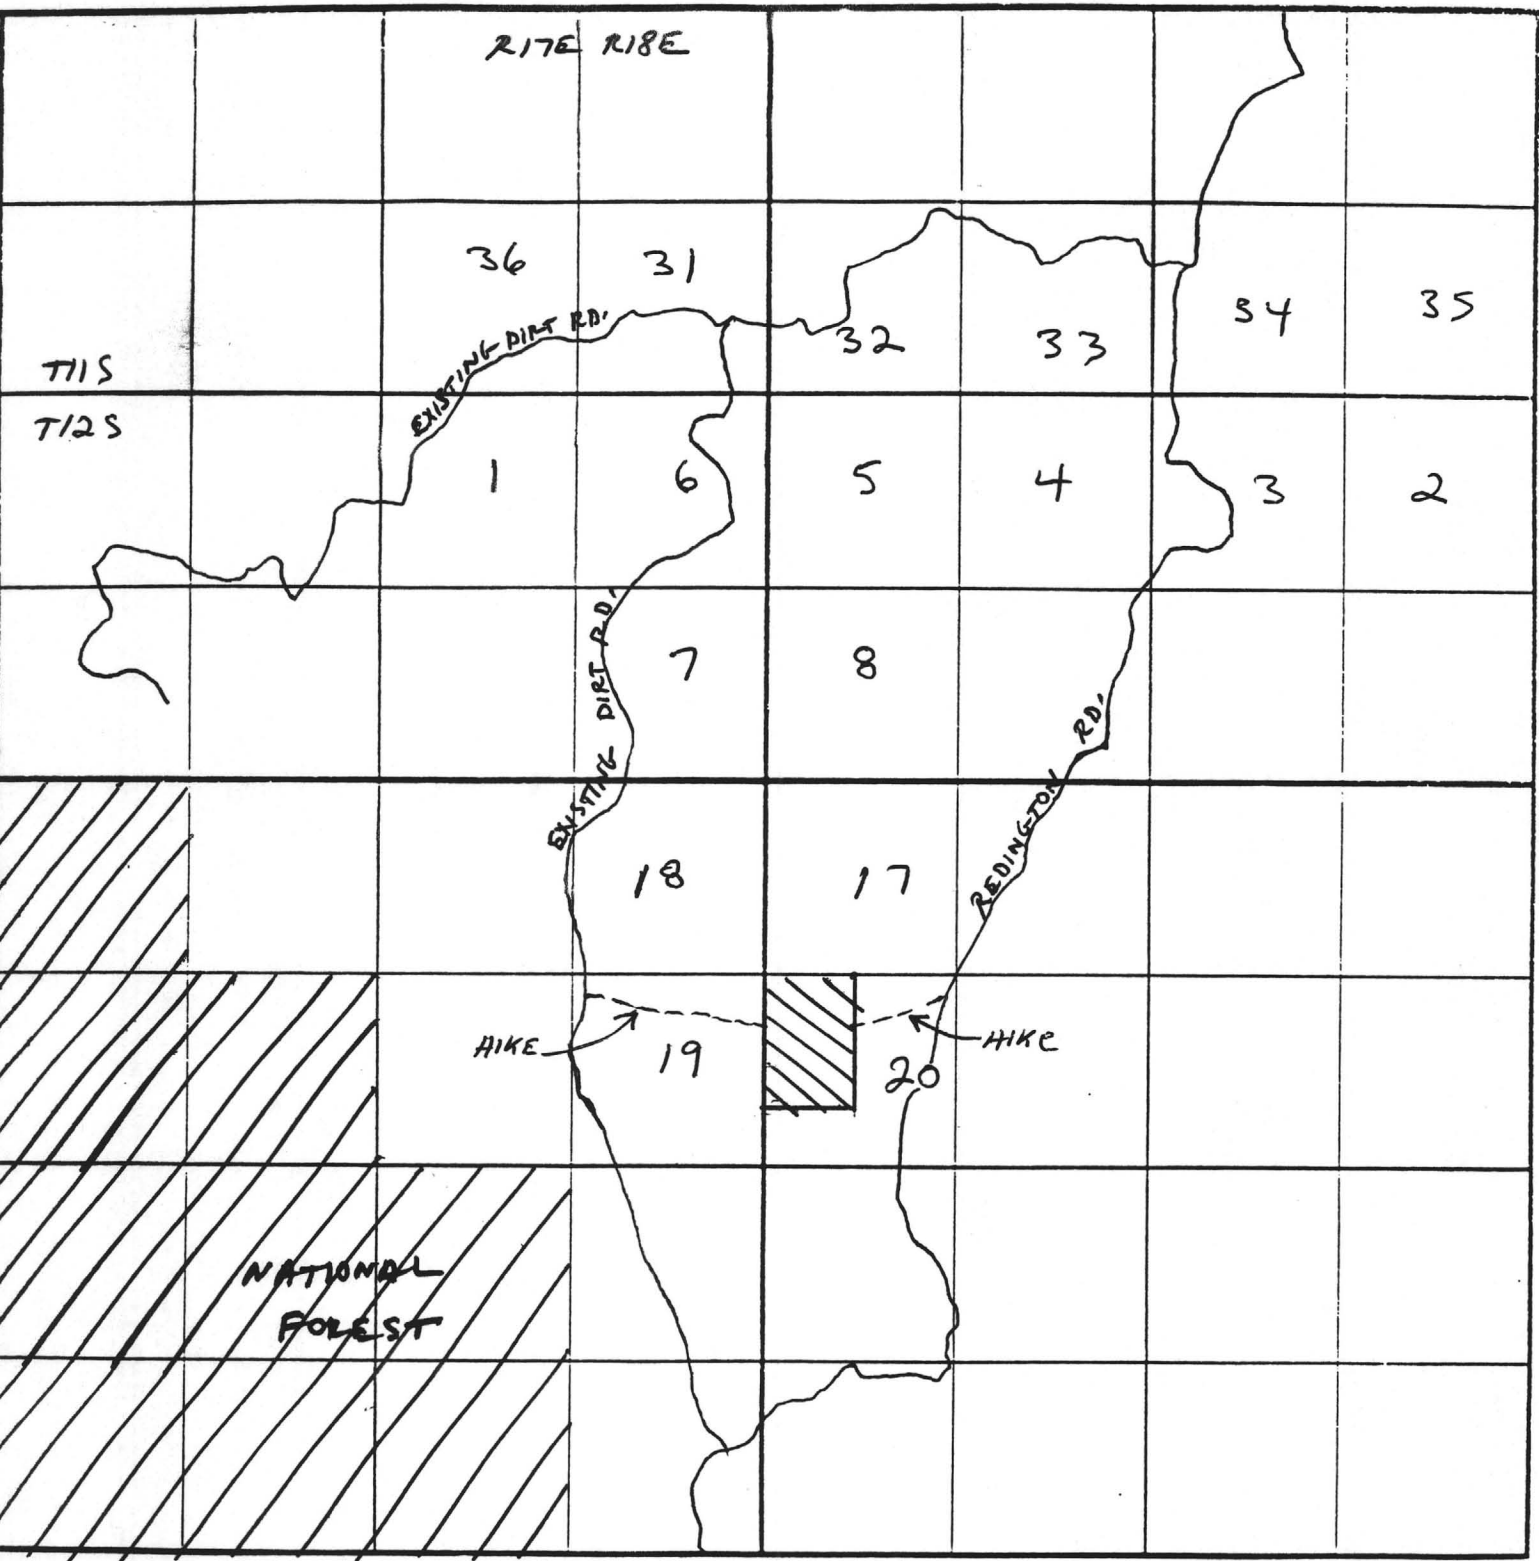 R17E R18E
36
31
34
35
EXISTING DIRT RD.
32
33
T11S
T12S
1
6
5
4
3
2
EXISTING DIRT RD.
7
8
REDINGTON RD.
18
17
HIKE
19
20
HIKE
NATIONAL
FOREST